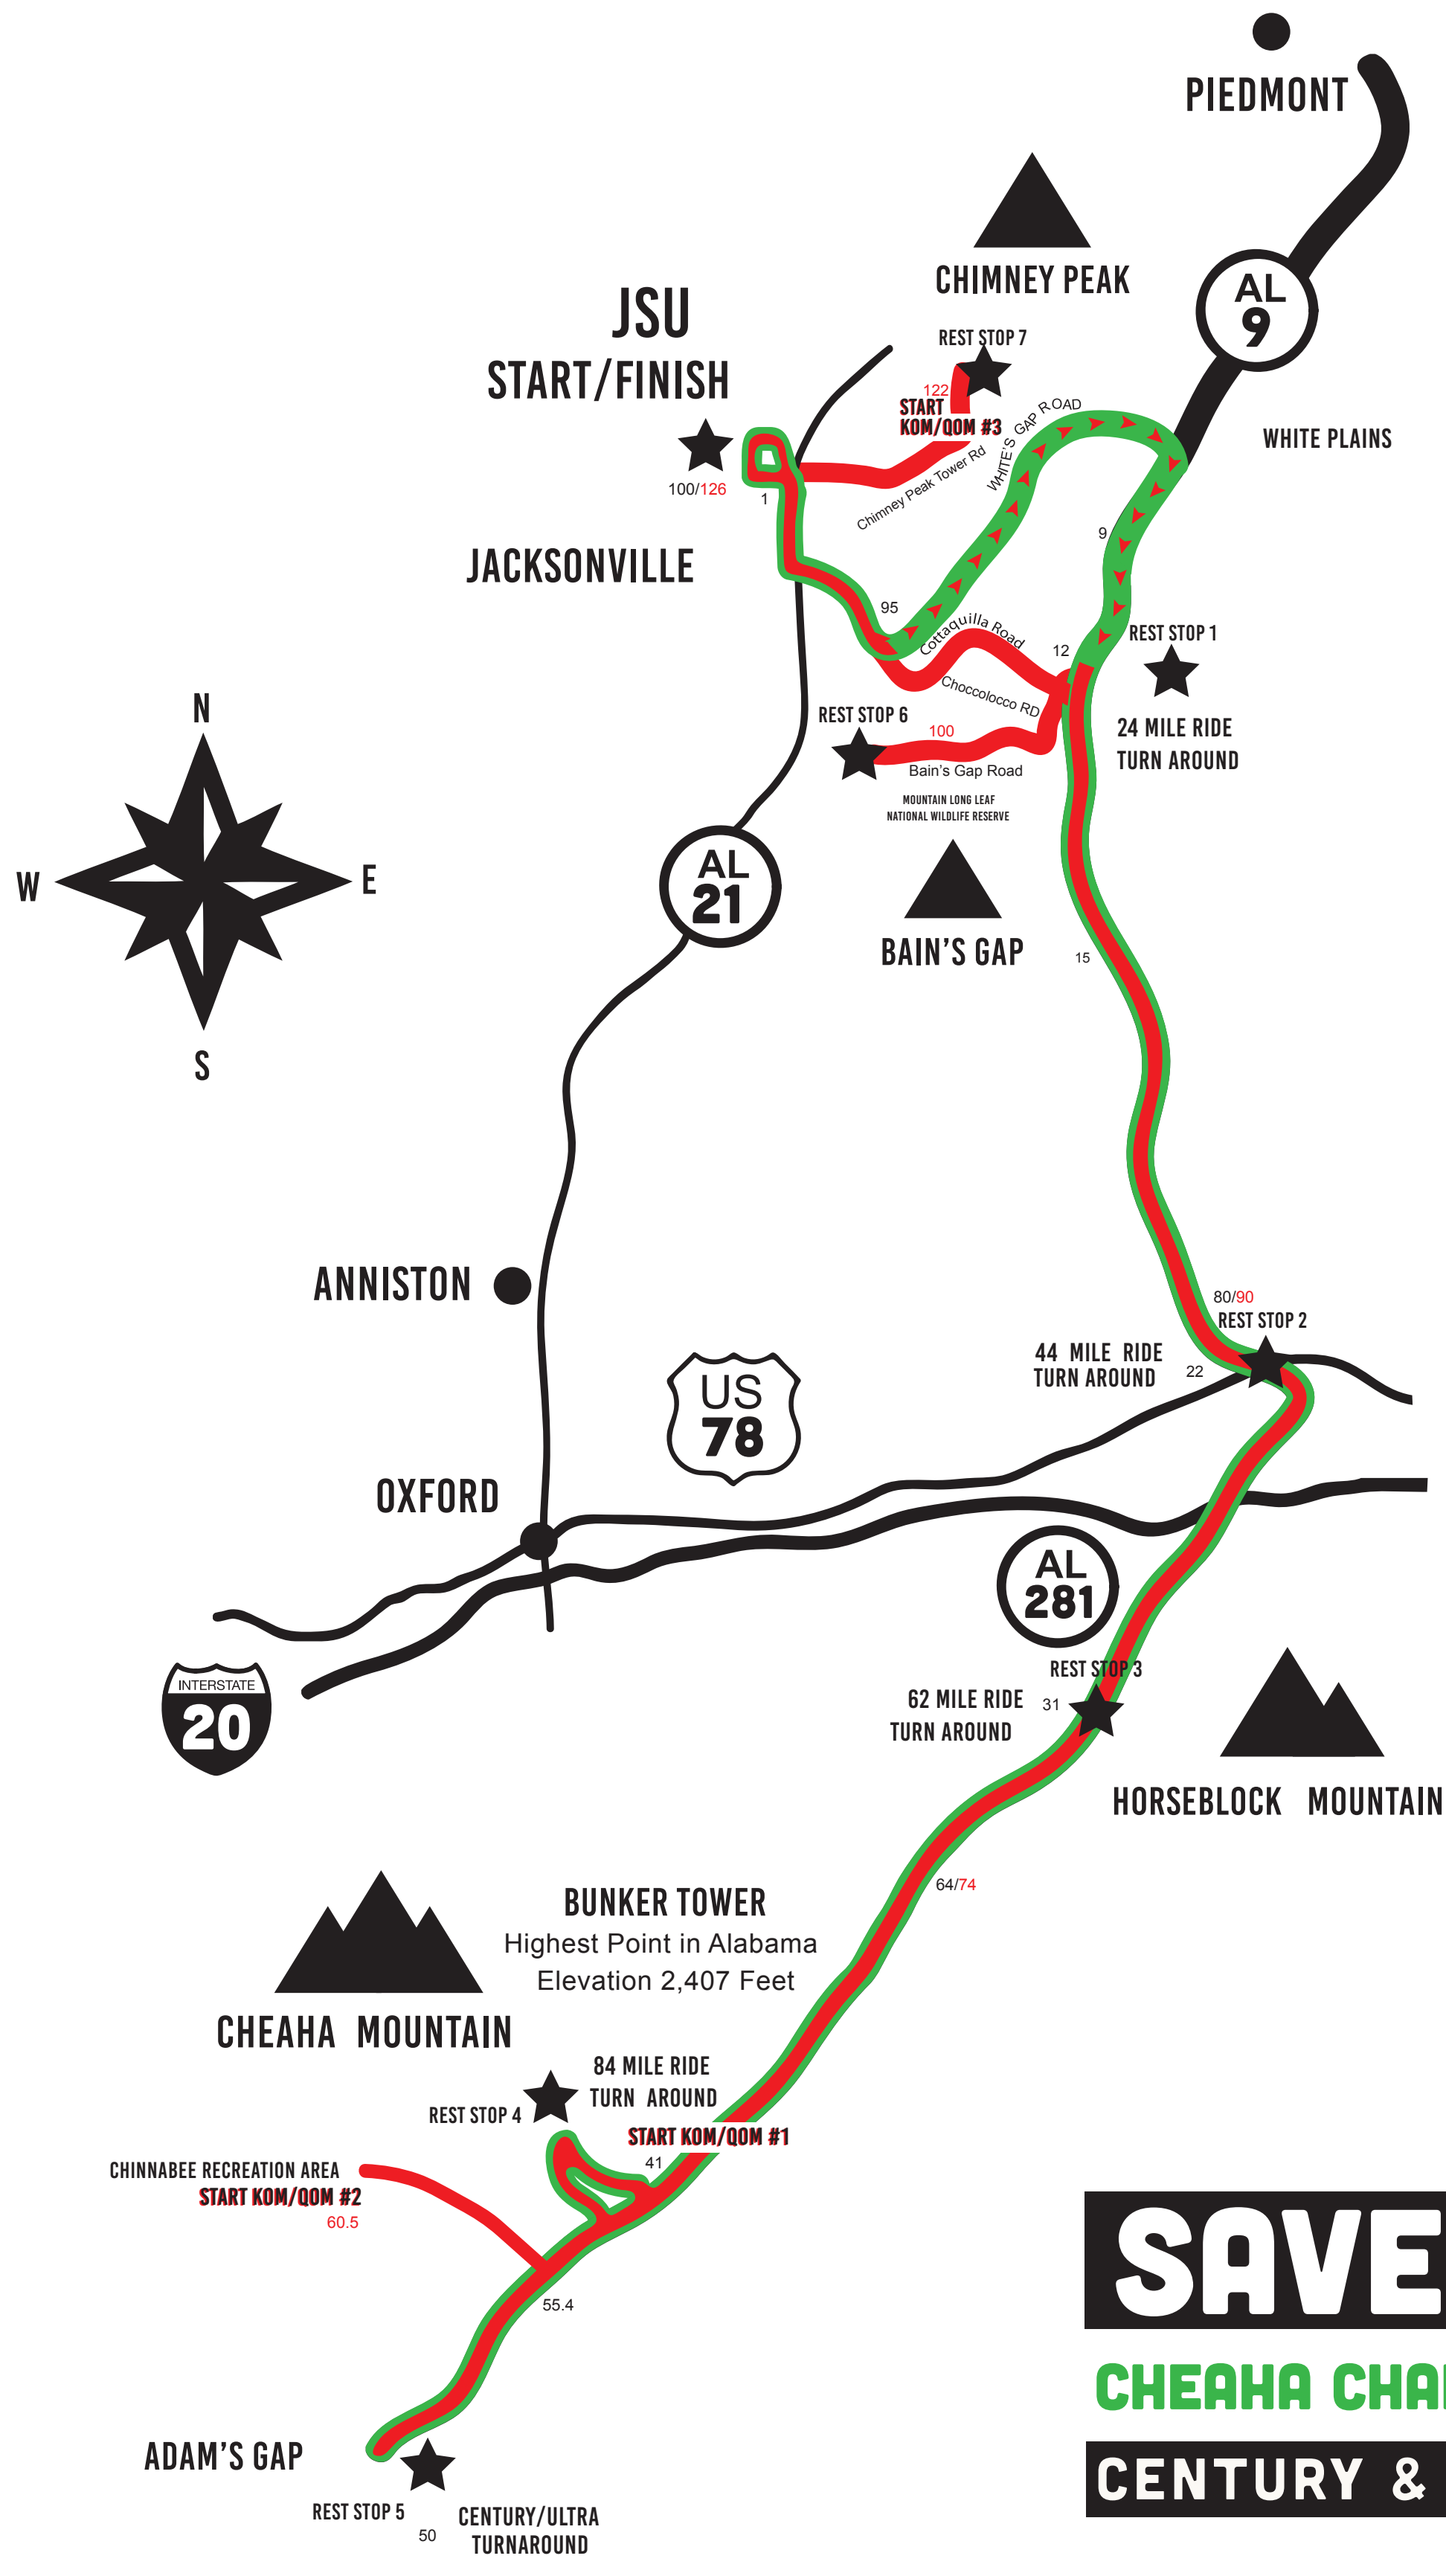 PIEDMONT
CHIMNEY PEAK
AL
9
JSU
START/FINISH
REST STOP 7
122
START
KOM/QOM #3
WHITE'S GAP ROAD
WHITE PLAINS
Chimney Peak Tower Rd
100/126
1
9
JACKSONVILLE
95
Cottaquilla Road
12
REST STOP 1
Choccolocco RD
REST STOP 6
100
24 MILE RIDE
TURN AROUND
Bain's Gap Road
MOUNTAIN LONG LEAF
NATIONAL WILDLIFE RESERVE
N
W
E
S
AL
21
BAIN'S GAP
15
ANNISTON
80/90
REST STOP 2
44 MILE RIDE
TURN AROUND
22
US
78
OXFORD
AL
281
REST STOP 3
62 MILE RIDE
TURN AROUND
31
INTERSTATE
20
HORSEBLOCK MOUNTAIN
64/74
BUNKER TOWER
Highest Point in Alabama
Elevation 2,407 Feet
CHEAHA MOUNTAIN
84 MILE RIDE
TURN AROUND
REST STOP 4
START KOM/QOM #1
41
CHINNABEE RECREATION AREA
START KOM/QOM #2
60.5
55.4
SAVE
CHEAHA CHA
CENTURY &
ADAM'S GAP
REST STOP 5
50
CENTURY/ULTRA
TURNAROUND